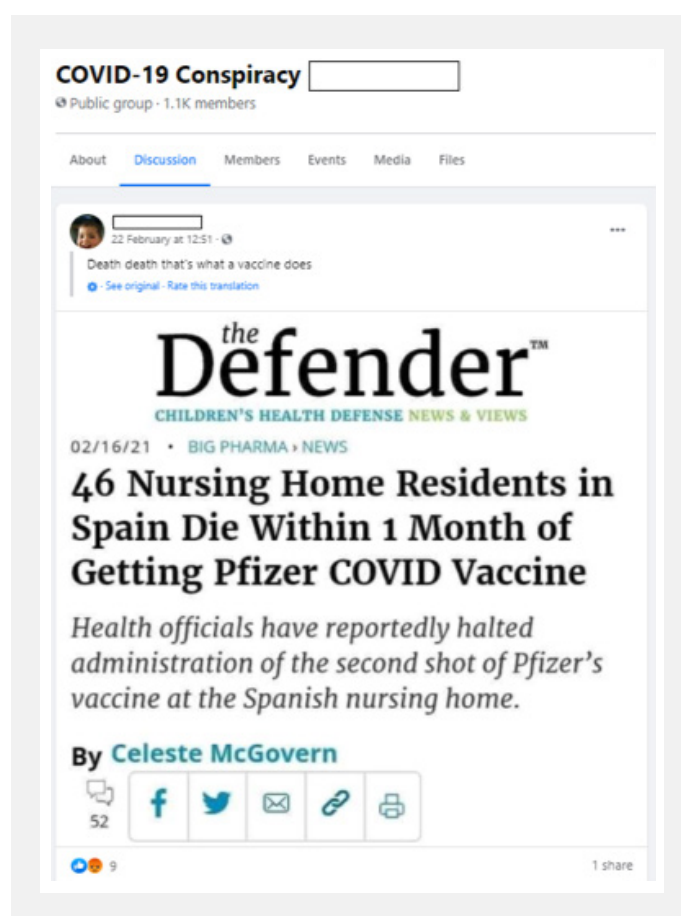 COVID-19 Conspiracy
Public group · 1.1K members
About Discussion Members Events Media Files
22 February at 12:51 ·
Death death that's what a vaccine does
· See original · Rate this translation
the
Defender™
CHILDREN'S HEALTH DEFENSE NEWS & VIEWS
02/16/21 • BIG PHARMA › NEWS
46 Nursing Home Residents in
Spain Die Within 1 Month of
Getting Pfizer COVID Vaccine
Health officials have reportedly halted
administration of the second shot of Pfizer's
vaccine at the Spanish nursing home.
By Celeste McGovern
52
9
1 share